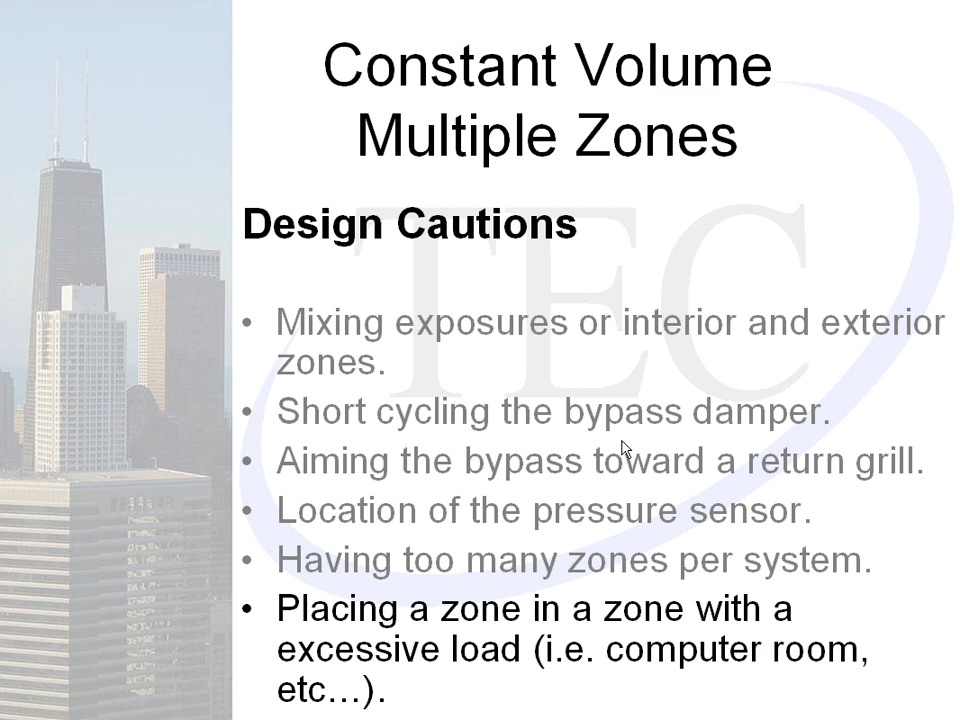 Constant Volume
Multiple Zones
TEC
Design Cautions
• Mixing exposures or interior and exterior
zones.
• Short cycling the bypass damper.
• Aiming the bypass toward a return grill.
• Location of the pressure sensor.
• Having too many zones per system.
• Placing a zone in a zone with a
excessive load (i.e. computer room,
etc...).